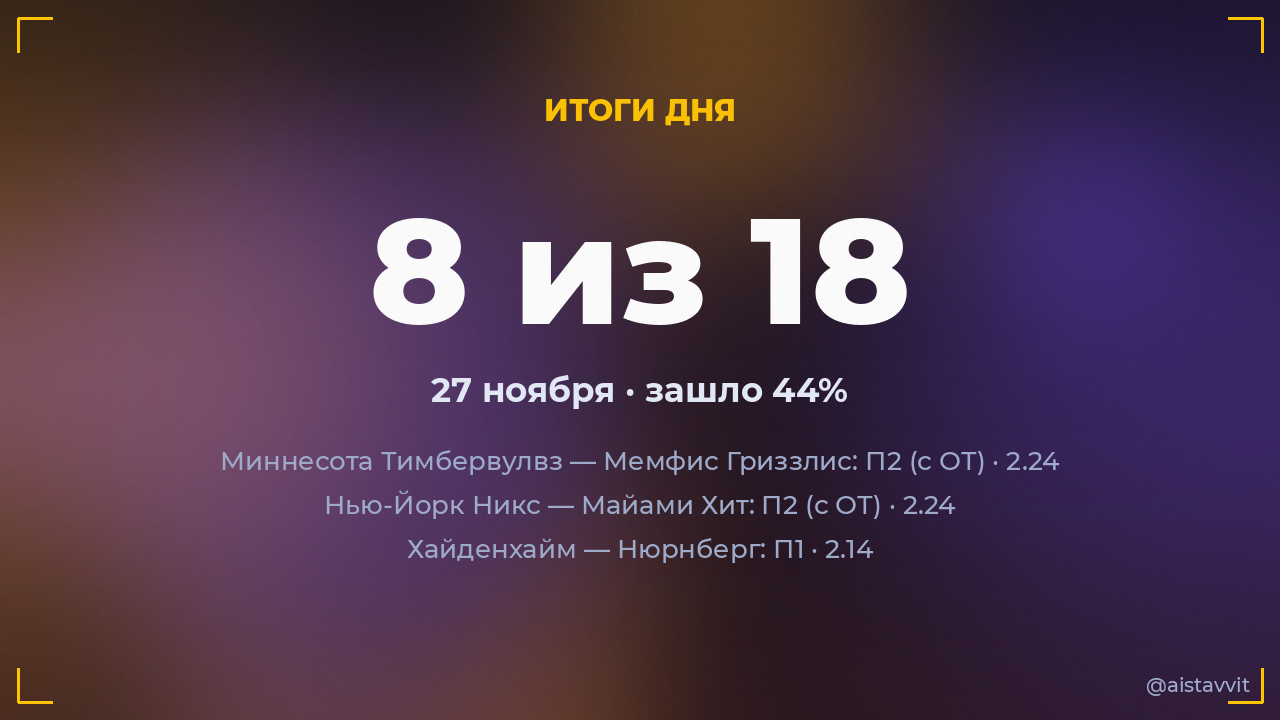 ИТОГИ ДНЯ
8 из 18
27 ноября · зашло 44%
Миннесота Тимбервулвз — Мемфис Гриззлис: П2 (с ОТ) · 2.24
Нью-Йорк Никс — Майами Хит: П2 (с ОТ) · 2.24
Хайденхайм — Нюрнберг: П1 · 2.14
@aistavvit